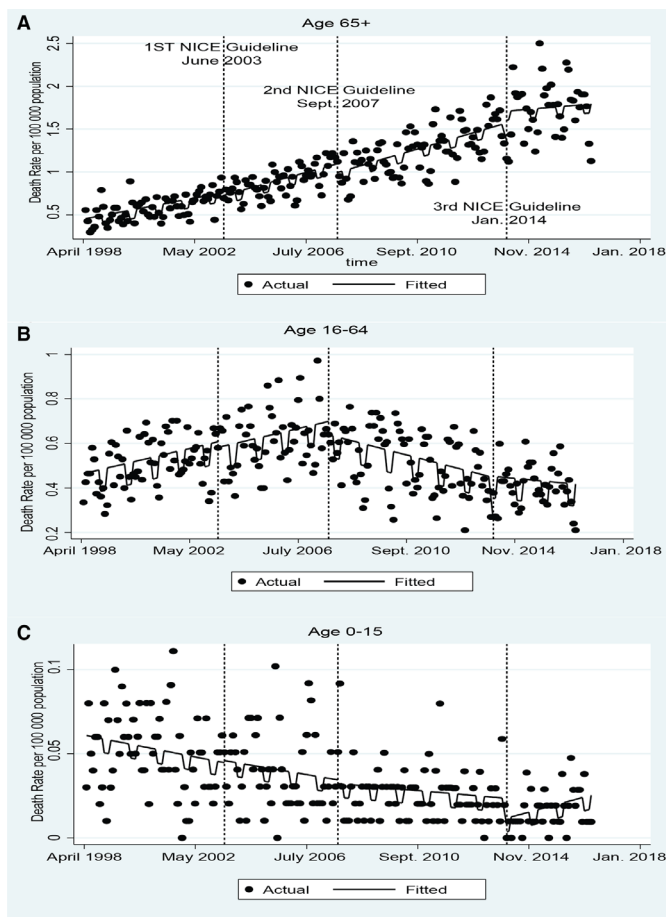 A
Age 65+
Death Rate per 100 000 population
2.5
2
1.5
1
0.5
1ST NICE Guideline
June 2003
2nd NICE Guideline
Sept. 2007
3rd NICE Guideline
Jan. 2014
April 1998
May 2002
July 2006
Sept. 2010
Nov. 2014
Jan. 2018
time
Actual
Fitted
B
Age 16-64
Death Rate per 100 000 population
1
0.8
0.6
0.4
0.2
April 1998
May 2002
July 2006
Sept. 2010
Nov. 2014
Jan. 2018
Actual
Fitted
C
Age 0-15
Death Rate per 100 000 population
0.1
0.05
0
April 1998
May 2002
July 2006
Sept. 2010
Nov. 2014
Jan. 2018
Actual
Fitted